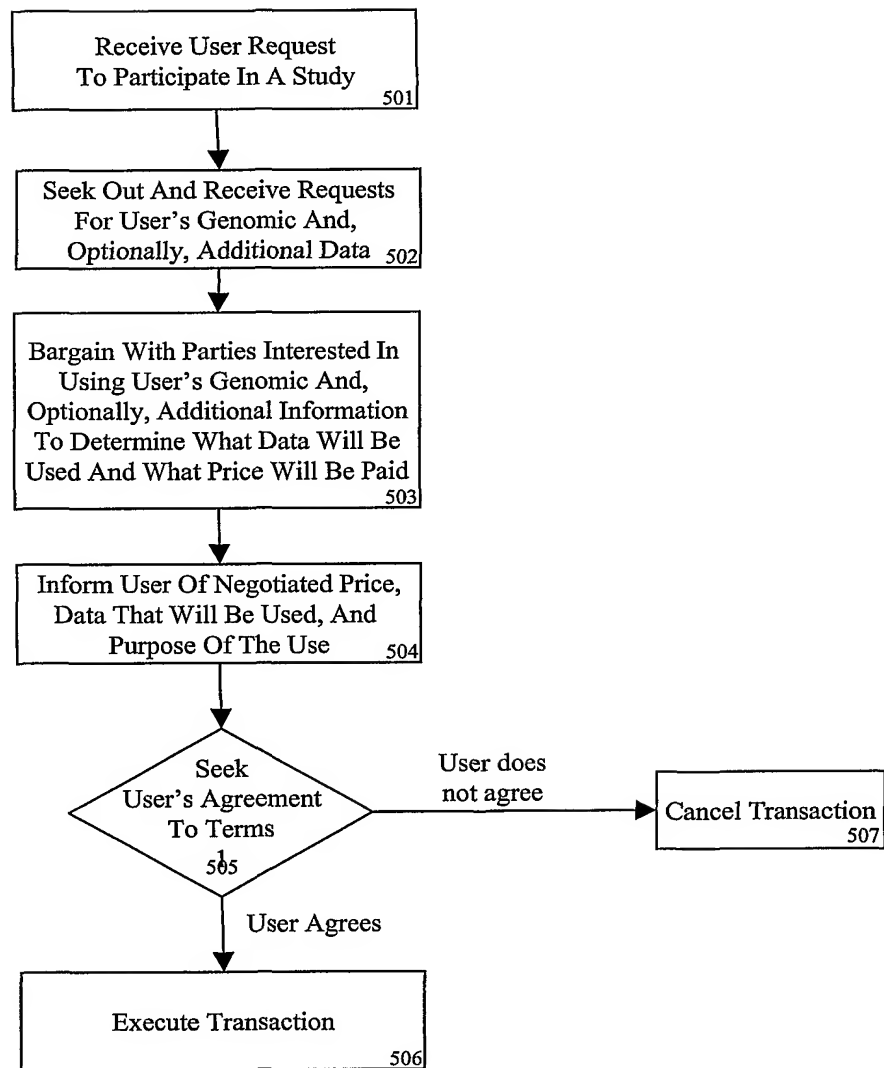 Receive User Request
To Participate In A Study
501
Seek Out And Receive Requests
For User's Genomic And,
Optionally, Additional Data
502
Bargain With Parties Interested In
Using User's Genomic And,
Optionally, Additional Information
To Determine What Data Will Be
Used And What Price Will Be Paid
503
Inform User Of Negotiated Price,
Data That Will Be Used, And
Purpose Of The Use
504
Seek
User's Agreement
To Terms
1
505
User does
not agree
Cancel Transaction
507
User Agrees
Execute Transaction
506